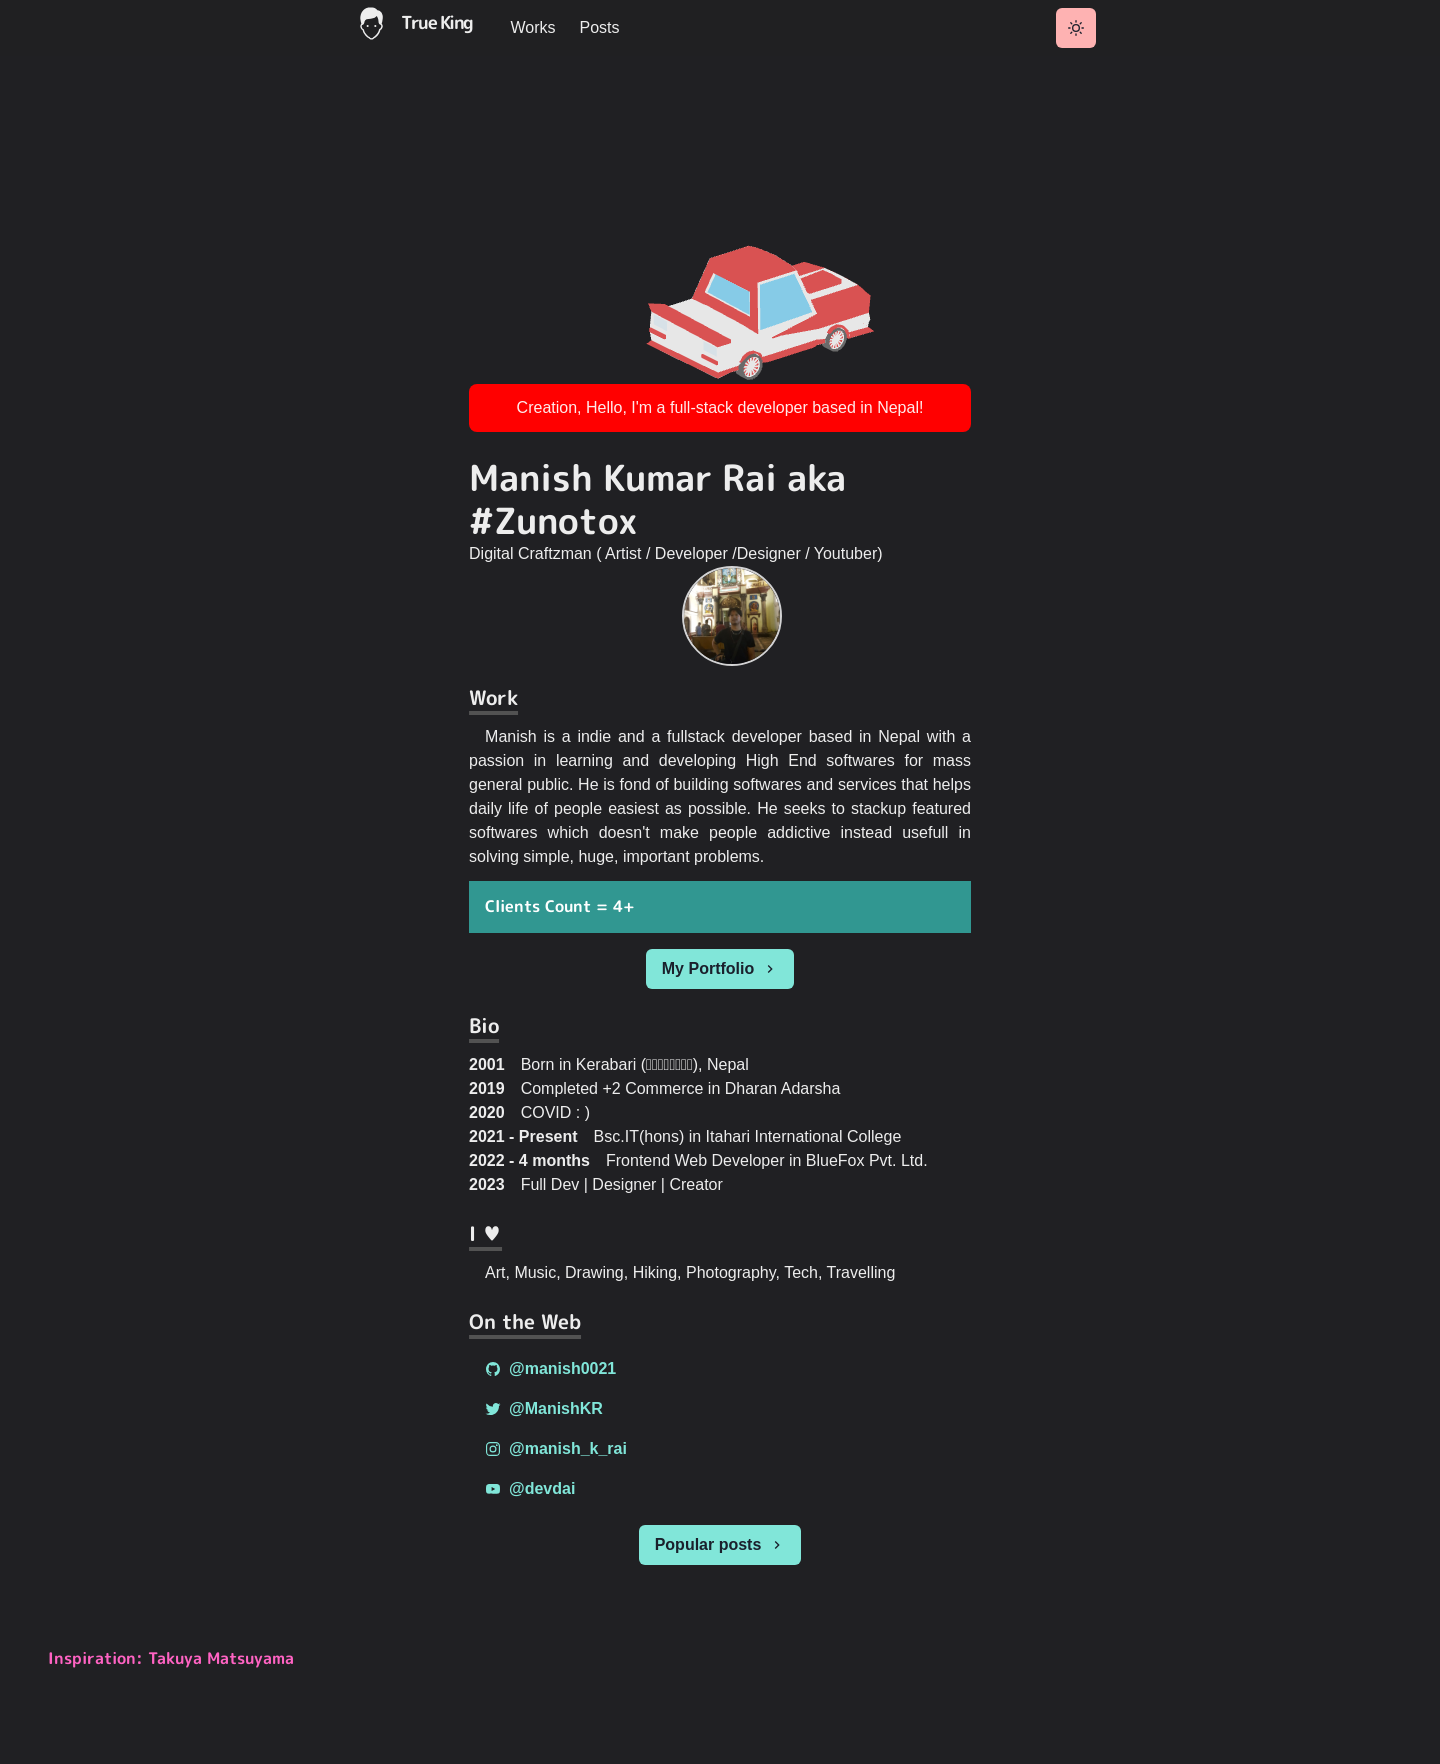 True King
Works
Posts
Creation, Hello, I'm a full-stack developer based in Nepal!
Manish Kumar Rai aka
#Zunotox
Digital Craftzman ( Artist / Developer /Designer / Youtuber)
Work
Manish is a indie and a fullstack developer based in Nepal with a
passion in learning and developing High End softwares for mass
general public. He is fond of building softwares and services that helps
daily life of people easiest as possible. He seeks to stackup featured
softwares which doesn't make people addictive instead usefull in
solving simple, huge, important problems.
Clients Count = 4+
My Portfolio
Bio
2001 Born in Kerabari (), Nepal
2019 Completed +2 Commerce in Dharan Adarsha
2020 COVID : )
2021 - Present Bsc.IT(hons) in Itahari International College
2022 - 4 months Frontend Web Developer in BlueFox Pvt. Ltd.
2023 Full Dev | Designer | Creator
I ♥
Art, Music, Drawing, Hiking, Photography, Tech, Travelling
On the Web
@manish0021
@ManishKR
@manish_k_rai
@devdai
Popular posts
Inspiration: Takuya Matsuyama